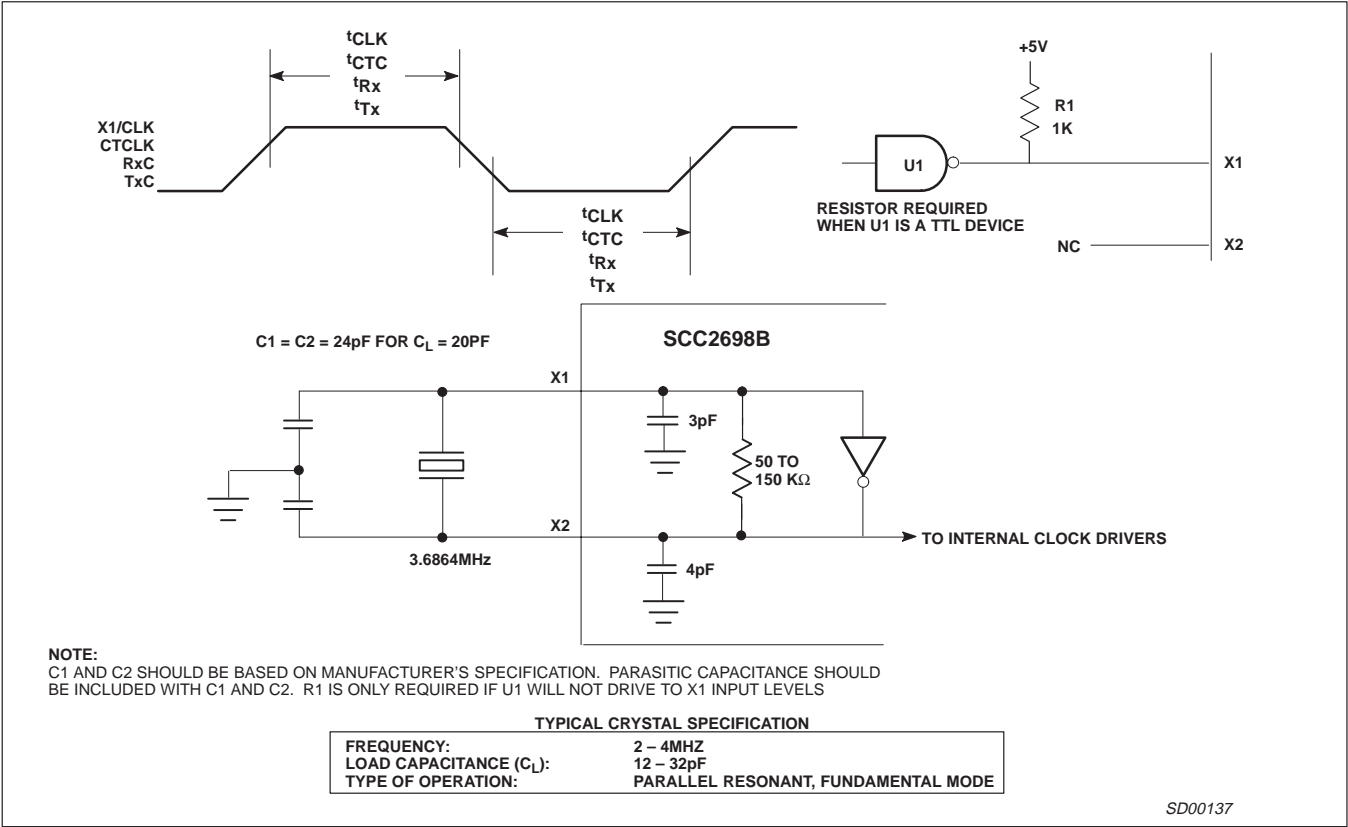 tCLK
tCTC
tRx
tTx
X1/CLK
CTCLK
RxC
TxC
tCLK
tCTC
tRx
tTx
+5V
R1
1K
U1
X1
RESISTOR REQUIRED
WHEN U1 IS A TTL DEVICE
NC
X2
C1 = C2 = 24pF FOR CL = 20PF
SCC2698B
X1
3pF
50 TO
150 KΩ
X2
TO INTERNAL CLOCK DRIVERS
3.6864MHz
4pF
NOTE:
C1 AND C2 SHOULD BE BASED ON MANUFACTURER'S SPECIFICATION. PARASITIC CAPACITANCE SHOULD
BE INCLUDED WITH C1 AND C2. R1 IS ONLY REQUIRED IF U1 WILL NOT DRIVE TO X1 INPUT LEVELS
TYPICAL CRYSTAL SPECIFICATION
FREQUENCY: 2 – 4MHZ
LOAD CAPACITANCE (CL): 12 – 32pF
TYPE OF OPERATION: PARALLEL RESONANT, FUNDAMENTAL MODE
SD00137